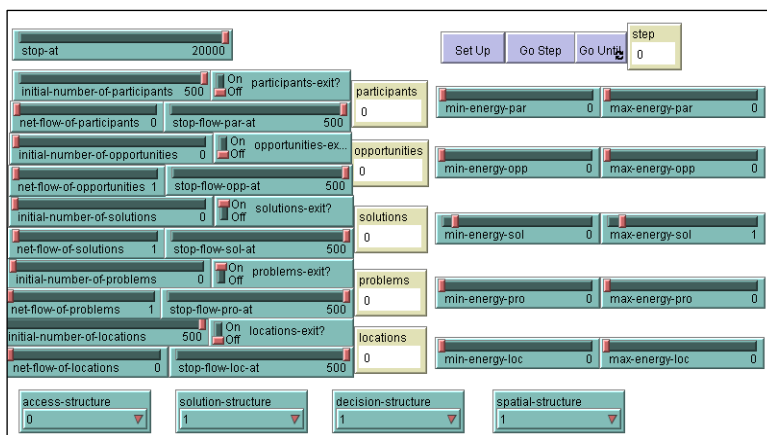 stop-at 20000
Set Up Go Step Go Until
step
0
initial-number-of-participants 500
On
Off
participants-exit?
participants
0
net-flow-of-participants 0
stop-flow-par-at 500
min-energy-par 0
max-energy-par 0
initial-number-of-opportunities 0
On
Off
opportunities-ex...
opportunities
0
net-flow-of-opportunities 1
stop-flow-opp-at 500
min-energy-opp 0
max-energy-opp 0
initial-number-of-solutions 0
On
Off
solutions-exit?
solutions
0
net-flow-of-solutions 1
stop-flow-sol-at 500
min-energy-sol 0
max-energy-sol 1
initial-number-of-problems 0
On
Off
problems-exit?
problems
0
net-flow-of-problems 1
stop-flow-pro-at 500
min-energy-pro 0
max-energy-pro 0
initial-number-of-locations 500
On
Off
locations-exit?
locations
0
net-flow-of-locations 0
stop-flow-loc-at 500
min-energy-loc 0
max-energy-loc 0
access-structure
0
solution-structure
1
decision-structure
1
spatial-structure
1